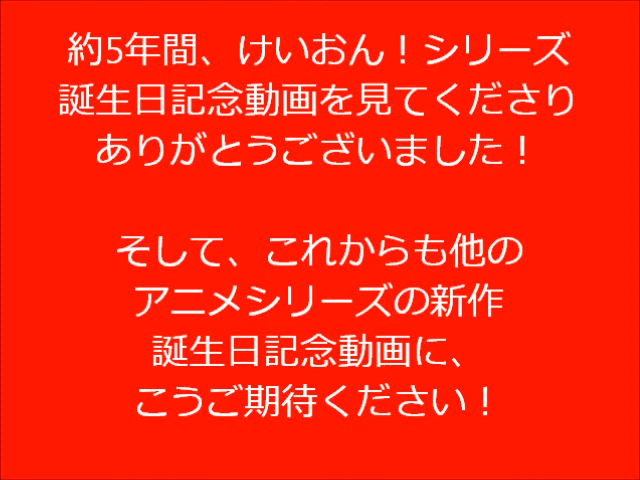 約5年間、けいおん！シリーズ
誕生日記念動画を見てくださり
ありがとうございました！
そして、これからも他の
アニメシリーズの新作
誕生日記念動画に、
こうご期待ください！